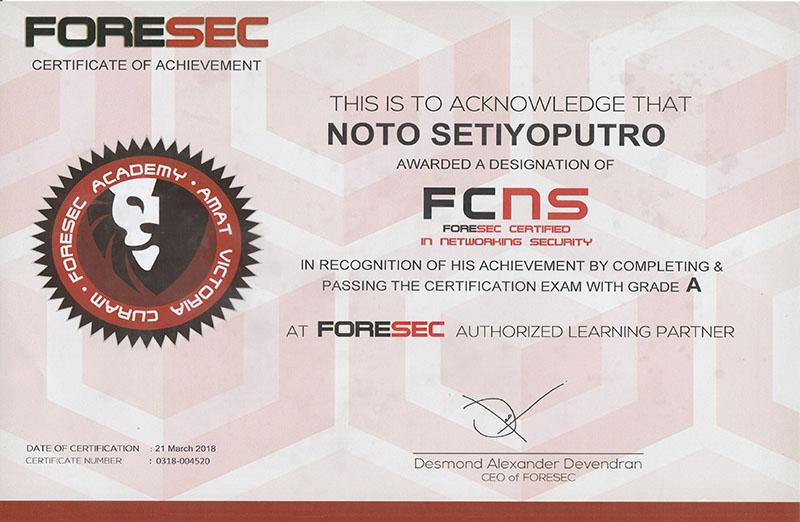 FORESEC
CERTIFICATE OF ACHIEVEMENT
THIS IS TO ACKNOWLEDGE THAT
NOTO SETIYOPUTRO
AWARDED A DESIGNATION OF
FCNS
FORESEC CERTIFIED
IN NETWORKING SECURITY
IN RECOGNITION OF HIS ACHIEVEMENT BY COMPLETING &
PASSING THE CERTIFICATION EXAM WITH GRADE A
AT FORESEC AUTHORIZED LEARNING PARTNER
FORESEC ACADEMY • AMAT VICTORIA CURAM •
DATE OF CERTIFICATION : 21 March 2018
CERTIFICATE NUMBER : 0318-004520
Desmond Alexander Devendran
CEO of FORESEC